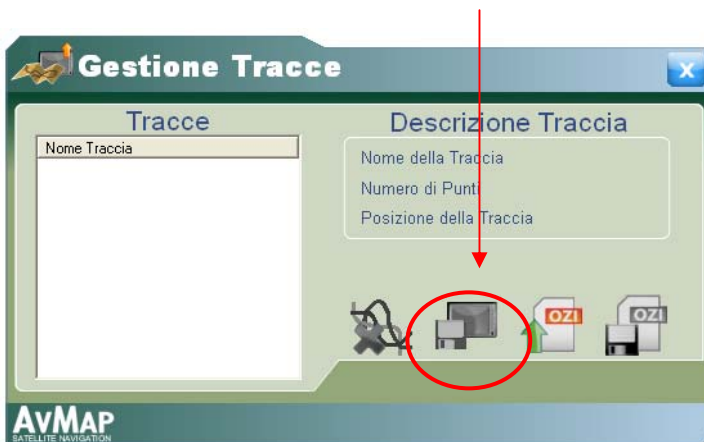 Gestione Tracce
x
Tracce
Nome Traccia
Descrizione Traccia
Nome della Traccia
Numero di Punti
Posizione della Traccia
OZI
OZI
AVMAP
SATELLITE NAVIGATION